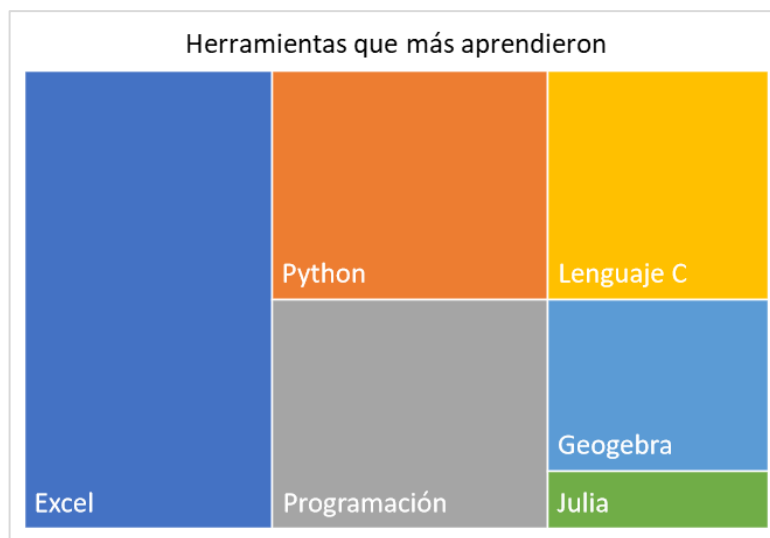 Herramientas que más aprendieron
Python
Lenguaje C
Geogebra
Excel
Programación
Julia